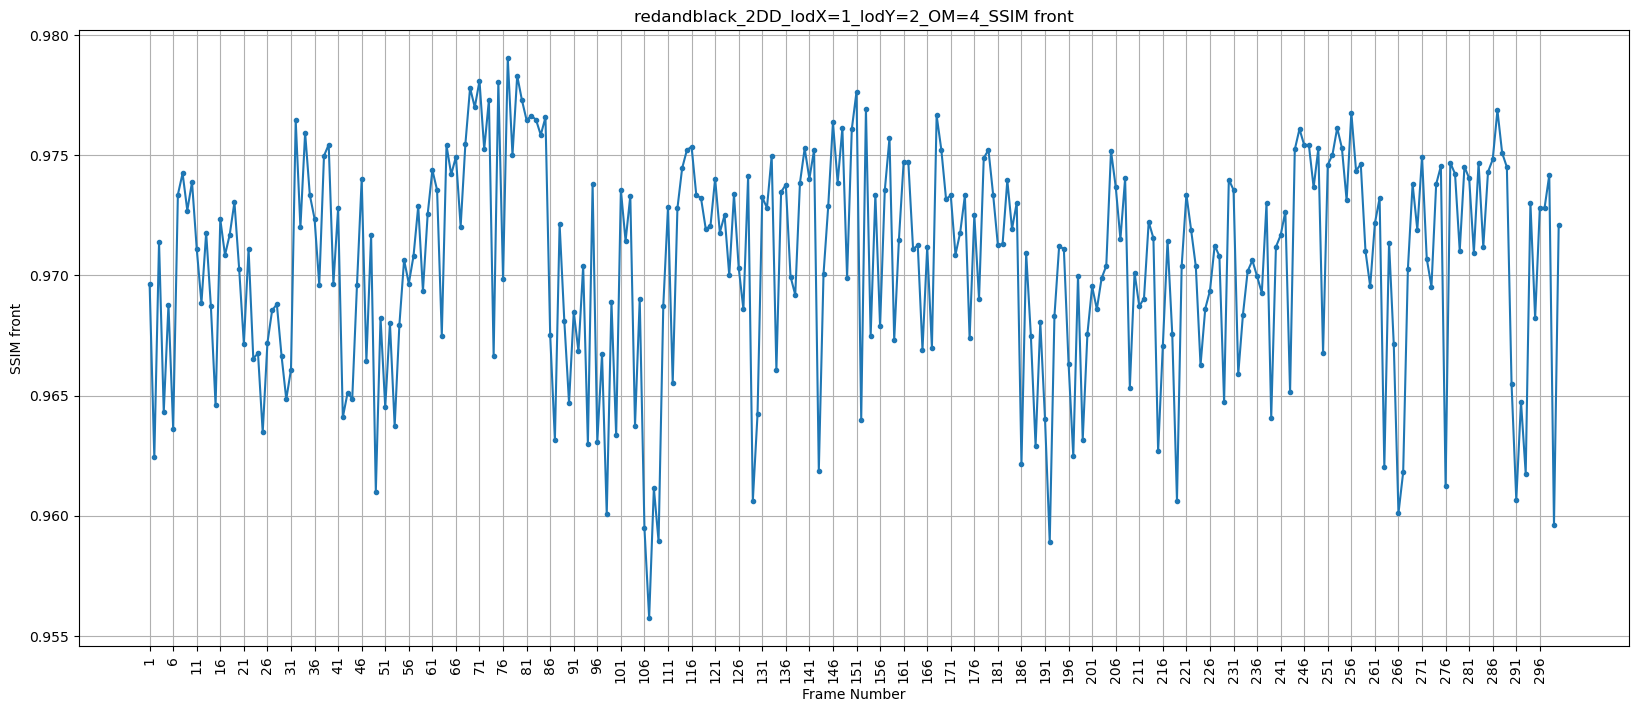 redandblack_2DD_lodX=1_lodY=2_OM=4_SSIM front
SSIM front
0.980
0.975
0.970
0.965
0.960
0.955
1 6 11 16 21 26 31 36 41 46 51 56 61 66 71 76 81 86 91 96 101 106 111 116 121 126 131 136 141 146 151 156 161 166 171 176 181 186 191 196 201 206 211 216 221 226 231 236 241 246 251 256 261 266 271 276 281 286 291 296
Frame Number